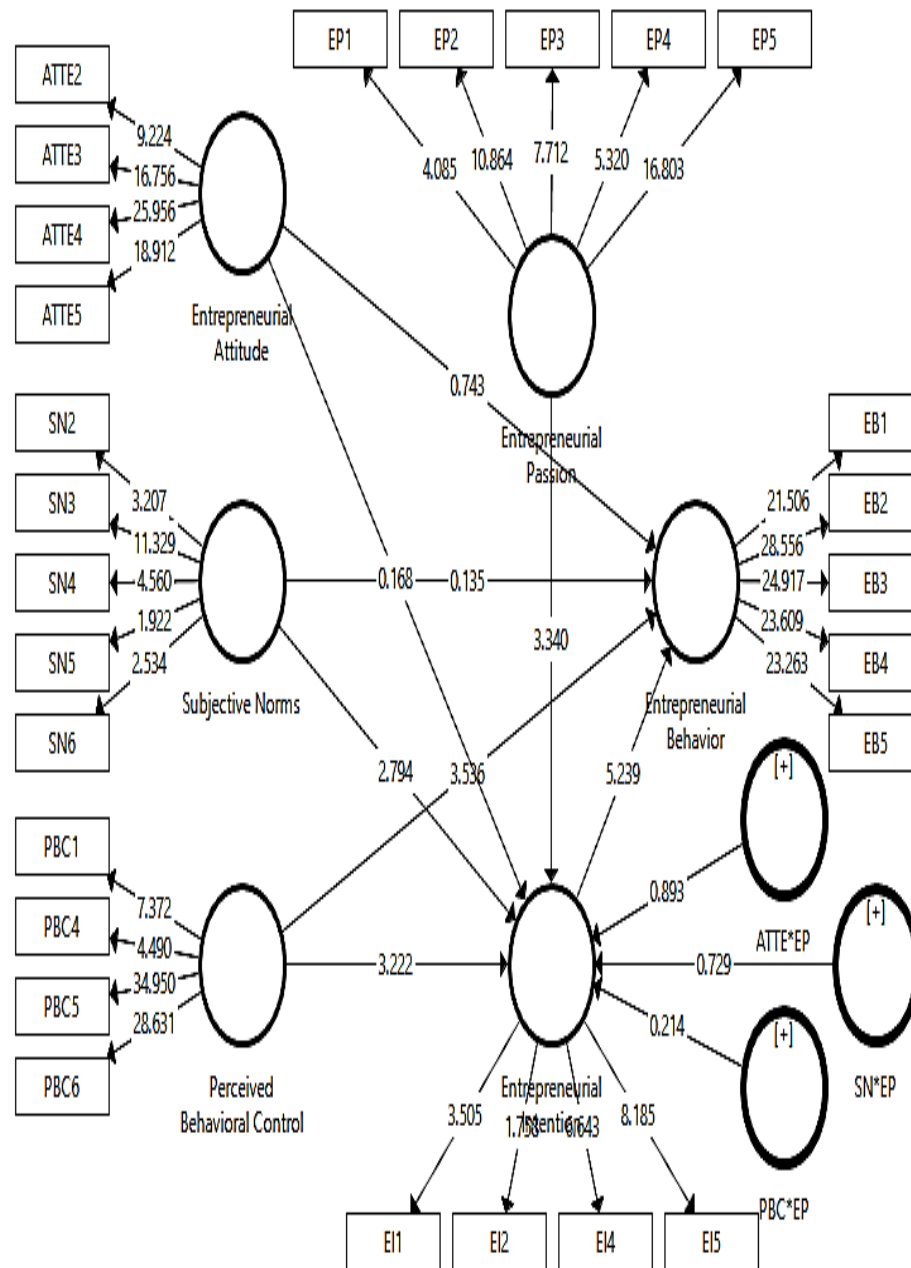 EP1 EP2 EP3 EP4 EP5
ATTE2
ATTE3
ATTE4
ATTE5
9.224
16.756
25.956
18.912
4.085 10.864 7.712 5.320 16.803
Entrepreneurial
Attitude
Entrepreneurial
Passion
0.743
SN2
SN3
SN4
SN5
SN6
3.207
11.329
4.560
1.922
2.534
Subjective Norms
0.168 0.135
3.340
EB1
EB2
EB3
EB4
EB5
21.506
28.556
24.917
23.609
23.263
Entrepreneurial
Behavior
2.794 3.536 5.239
PBC1
PBC4
PBC5
PBC6
7.372
4.490
34.950
28.631
Perceived
Behavioral Control
3.222
[+]
ATTE*EP
0.893
[+]
SN*EP
0.729
[+]
PBC*EP
0.214
Entrepreneurial
Intention
3.505 6.643 8.185
EI1 EI2 EI4 EI5